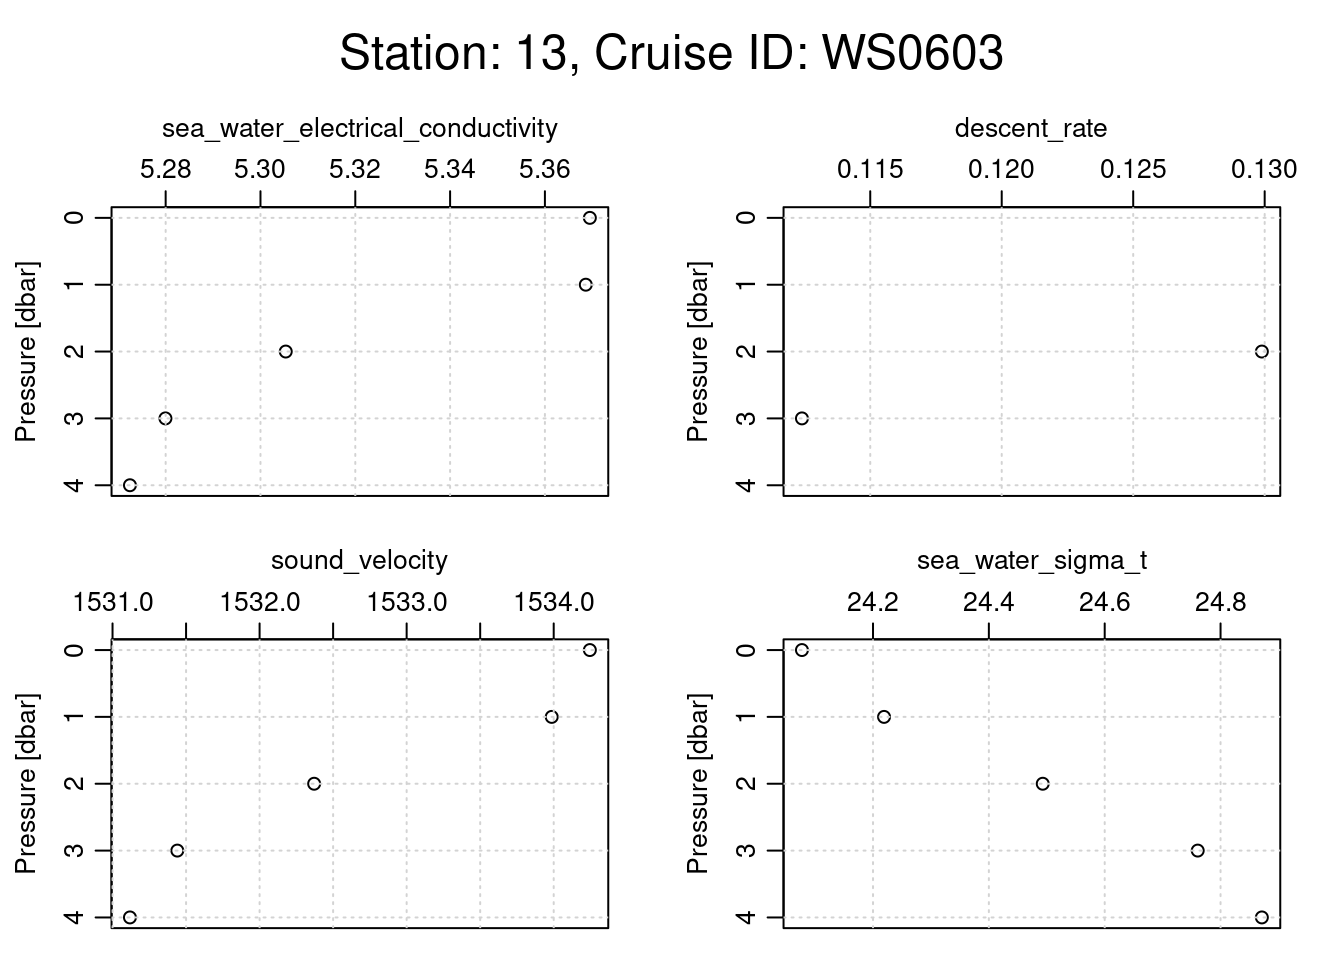 Station: 13, Cruise ID: WS0603
sea_water_electrical_conductivity
5.28 5.30 5.32 5.34 5.36
Pressure [dbar]
0
1
2
3
4
descent_rate
0.115 0.120 0.125 0.130
Pressure [dbar]
0
1
2
3
4
sound_velocity
1531.0 1532.0 1533.0 1534.0
Pressure [dbar]
0
1
2
3
4
sea_water_sigma_t
24.2 24.4 24.6 24.8
Pressure [dbar]
0
1
2
3
4